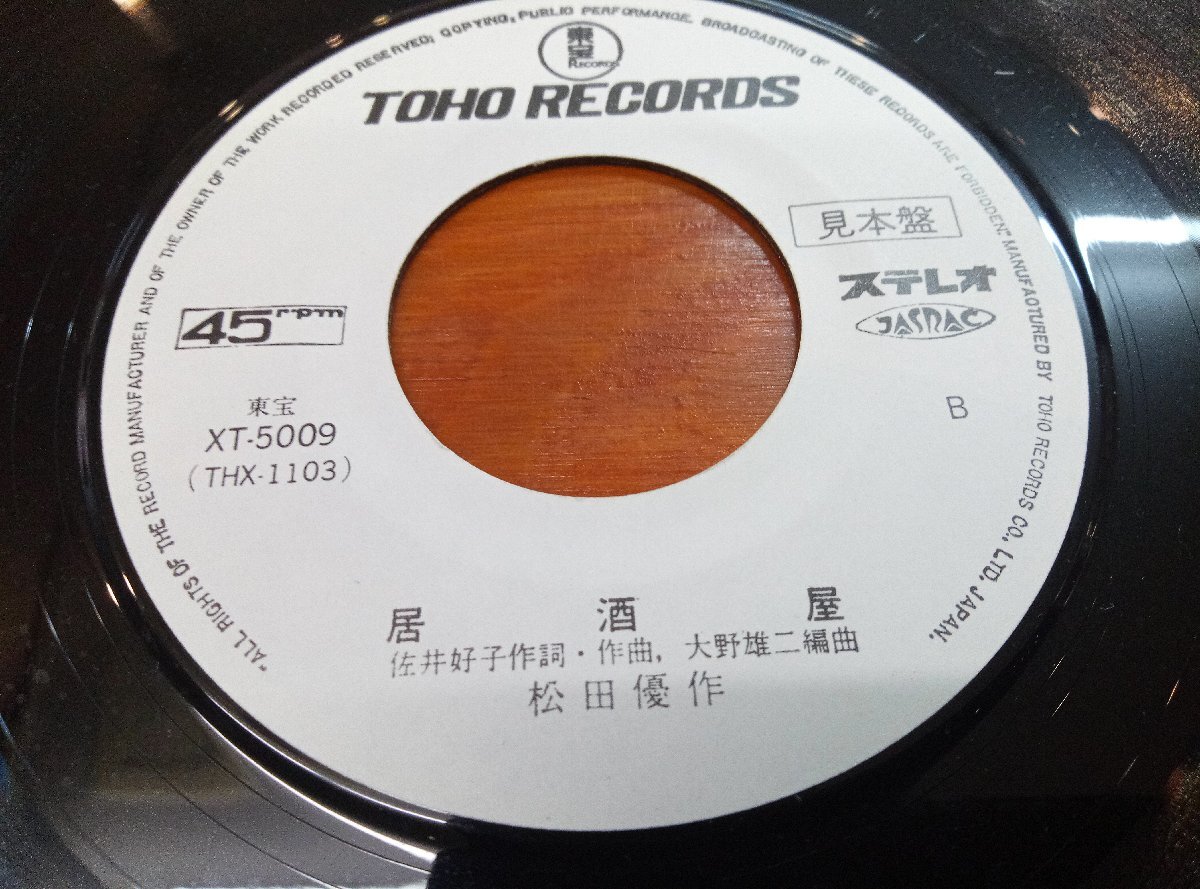 東宝
RECORDS
TOHO RECORDS
"ALL RIGHTS OF THE RECORD MANUFACTURER AND OF THE OWNER OF THE WORK RECORDED RESERVED; COPYING, PUBLIC PERFORMANCE, BROADCASTING OF THESE RECORDS ARE FORBIDDEN." MANUFACTURED BY TOHO RECORDS CO., LTD. JAPAN.
見本盤
ステレオ
JASRAC
45rpm
B
東宝
XT-5009
(THX-1103)
居酒屋
佐井好子作詞・作曲, 大野雄二編曲
松田優作